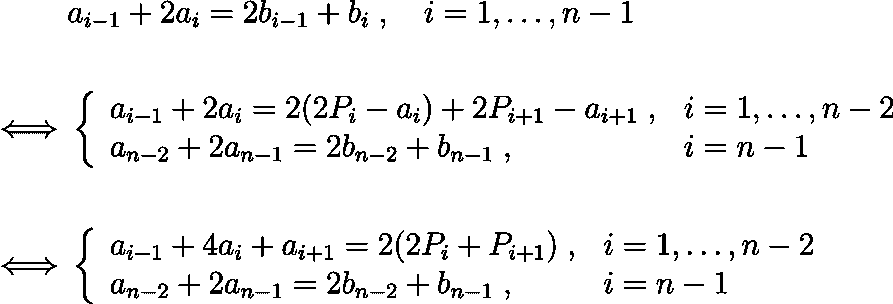 a_{i-1} + 2a_i = 2b_{i-1} + b_i , i = 1, . . . , n − 1
⟺ { a_{i-1} + 2a_i = 2(2P_i − a_i) + 2P_{i+1} − a_{i+1} , i = 1, . . . , n − 2
a_{n-2} + 2a_{n-1} = 2b_{n-2} + b_{n-1} , i = n − 1
⟺ { a_{i-1} + 4a_i + a_{i+1} = 2(2P_i + P_{i+1}) , i = 1, . . . , n − 2
a_{n-2} + 2a_{n-1} = 2b_{n-2} + b_{n-1} , i = n − 1